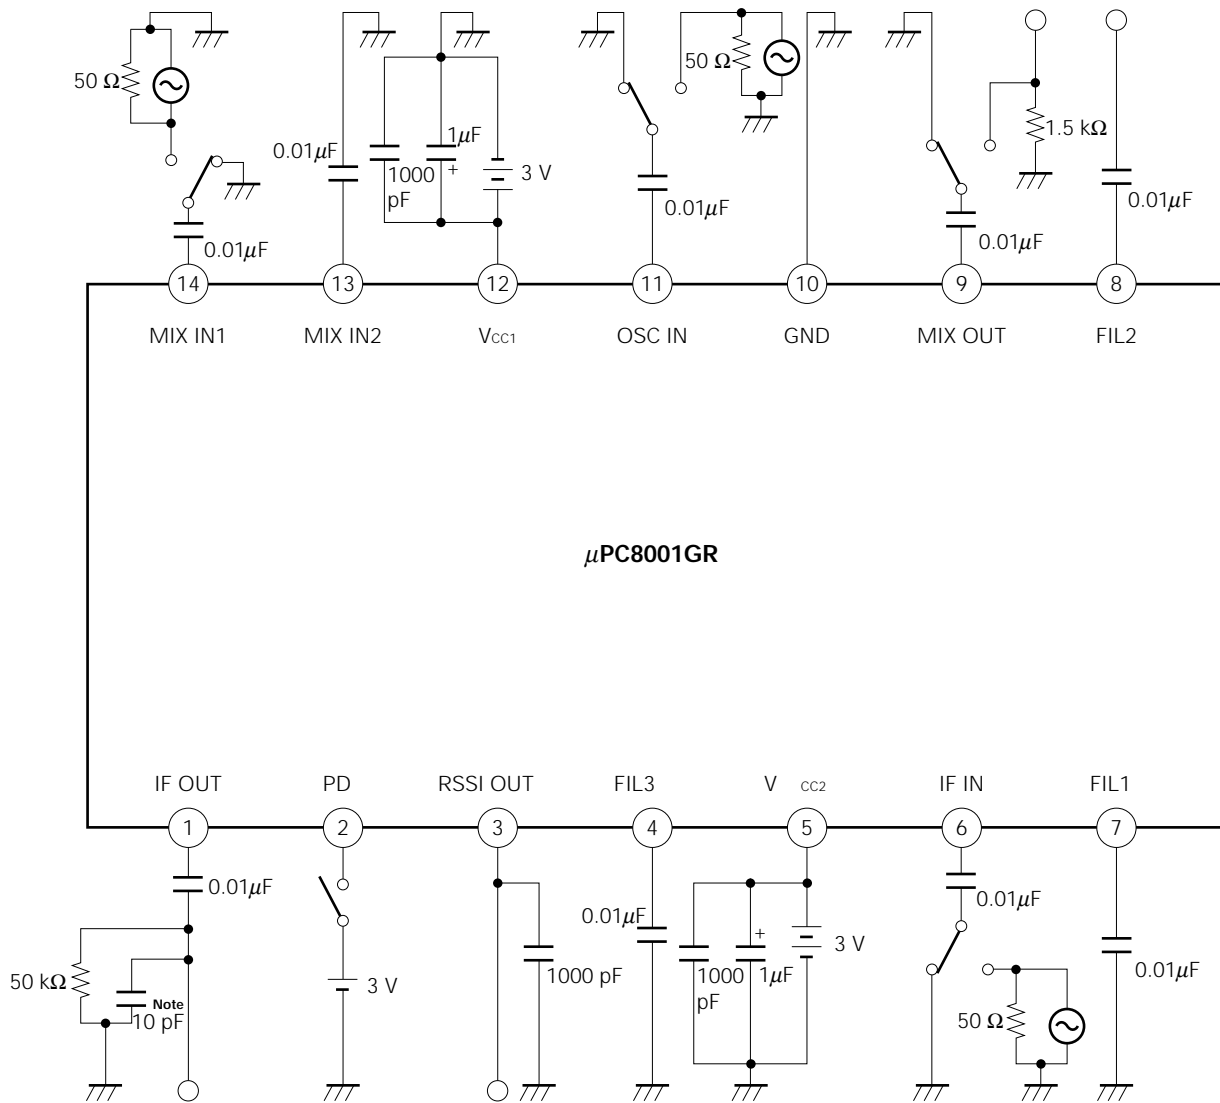 50 Ω
0.01μF
0.01μF
1000
pF
1μF
+
3 V
0.01μF
50 Ω
0.01μF
1.5 kΩ
0.01μF
14
13
12
11
10
9
8
MIX IN1
MIX IN2
VCC1
OSC IN
GND
MIX OUT
FIL2
μPC8001GR
IF OUT
PD
RSSI OUT
FIL3
V CC2
IF IN
FIL1
1
2
3
4
5
6
7
0.01μF
50 kΩ
Note
10 pF
3 V
1000 pF
0.01μF
1000
pF
+
1μF
3 V
0.01μF
50 Ω
0.01μF